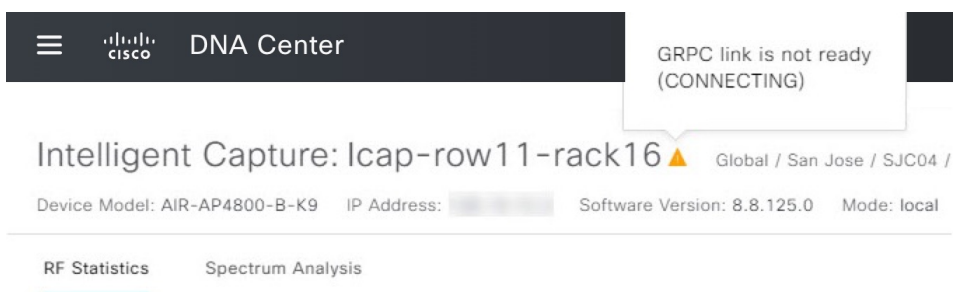 CISCO DNA Center
GRPC link is not ready
(CONNECTING)
Intelligent Capture: Icap-row11-rack16 Global / San Jose / SJC04 /
Device Model: AIR-AP4800-B-K9 IP Address: Software Version: 8.8.125.0 Mode: local
RF Statistics Spectrum Analysis